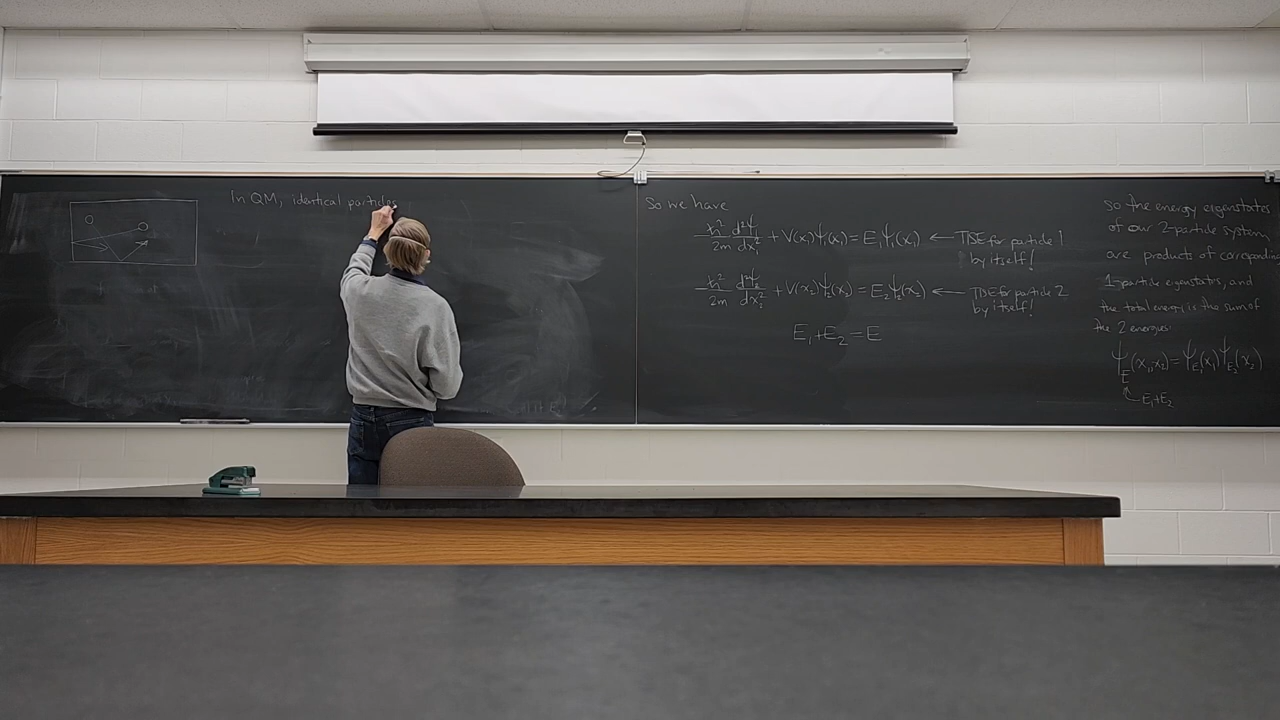 In QM, identical particles
So we have
-ħ²/2m d²ψ₁/dx₁² + V(x₁)ψ₁(x₁) = E₁ψ₁(x₁) ← TISE for particle 1
by itself!
-ħ²/2m d²ψ₂/dx₂² + V(x₂)ψ₂(x₂) = E₂ψ₂(x₂) ← TISE for particle 2
by itself!
E₁+E₂=E
So the energy eigenstates
of our 2-particle system,
are products of
1-particle eigenstates, and
the total energy is the sum of
the 2 energies:
ψ_E(x₁,x₂)=ψ_E₁(x₁)ψ_E₂(x₂)
E₁+E₂